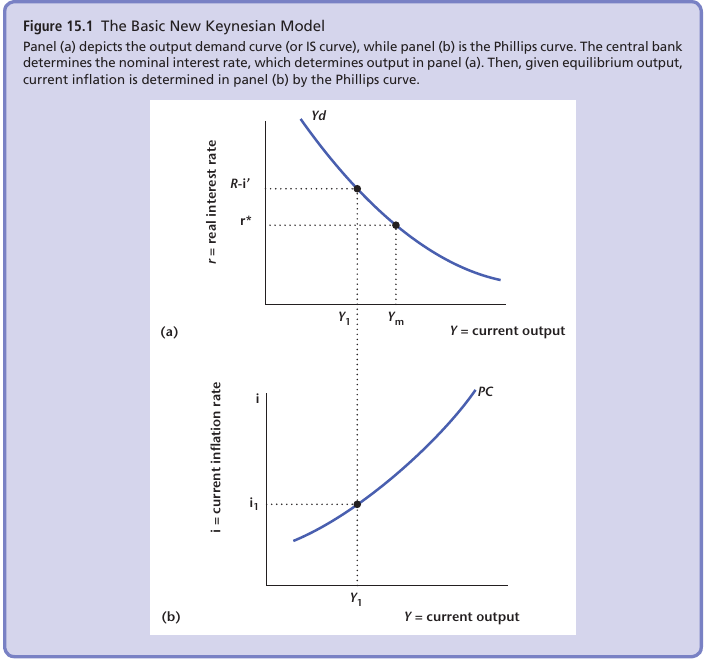 Figure 15.1 The Basic New Keynesian Model
Panel (a) depicts the output demand curve (or IS curve), while panel (b) is the Phillips curve. The central bank
determines the nominal interest rate, which determines output in panel (a). Then, given equilibrium output,
current inflation is determined in panel (b) by the Phillips curve.
Yd
r = real interest rate
R-i′
r*
Y1
Ym
(a)
Y = current output
i = current inflation rate
i
PC
i1
Y1
(b)
Y = current output